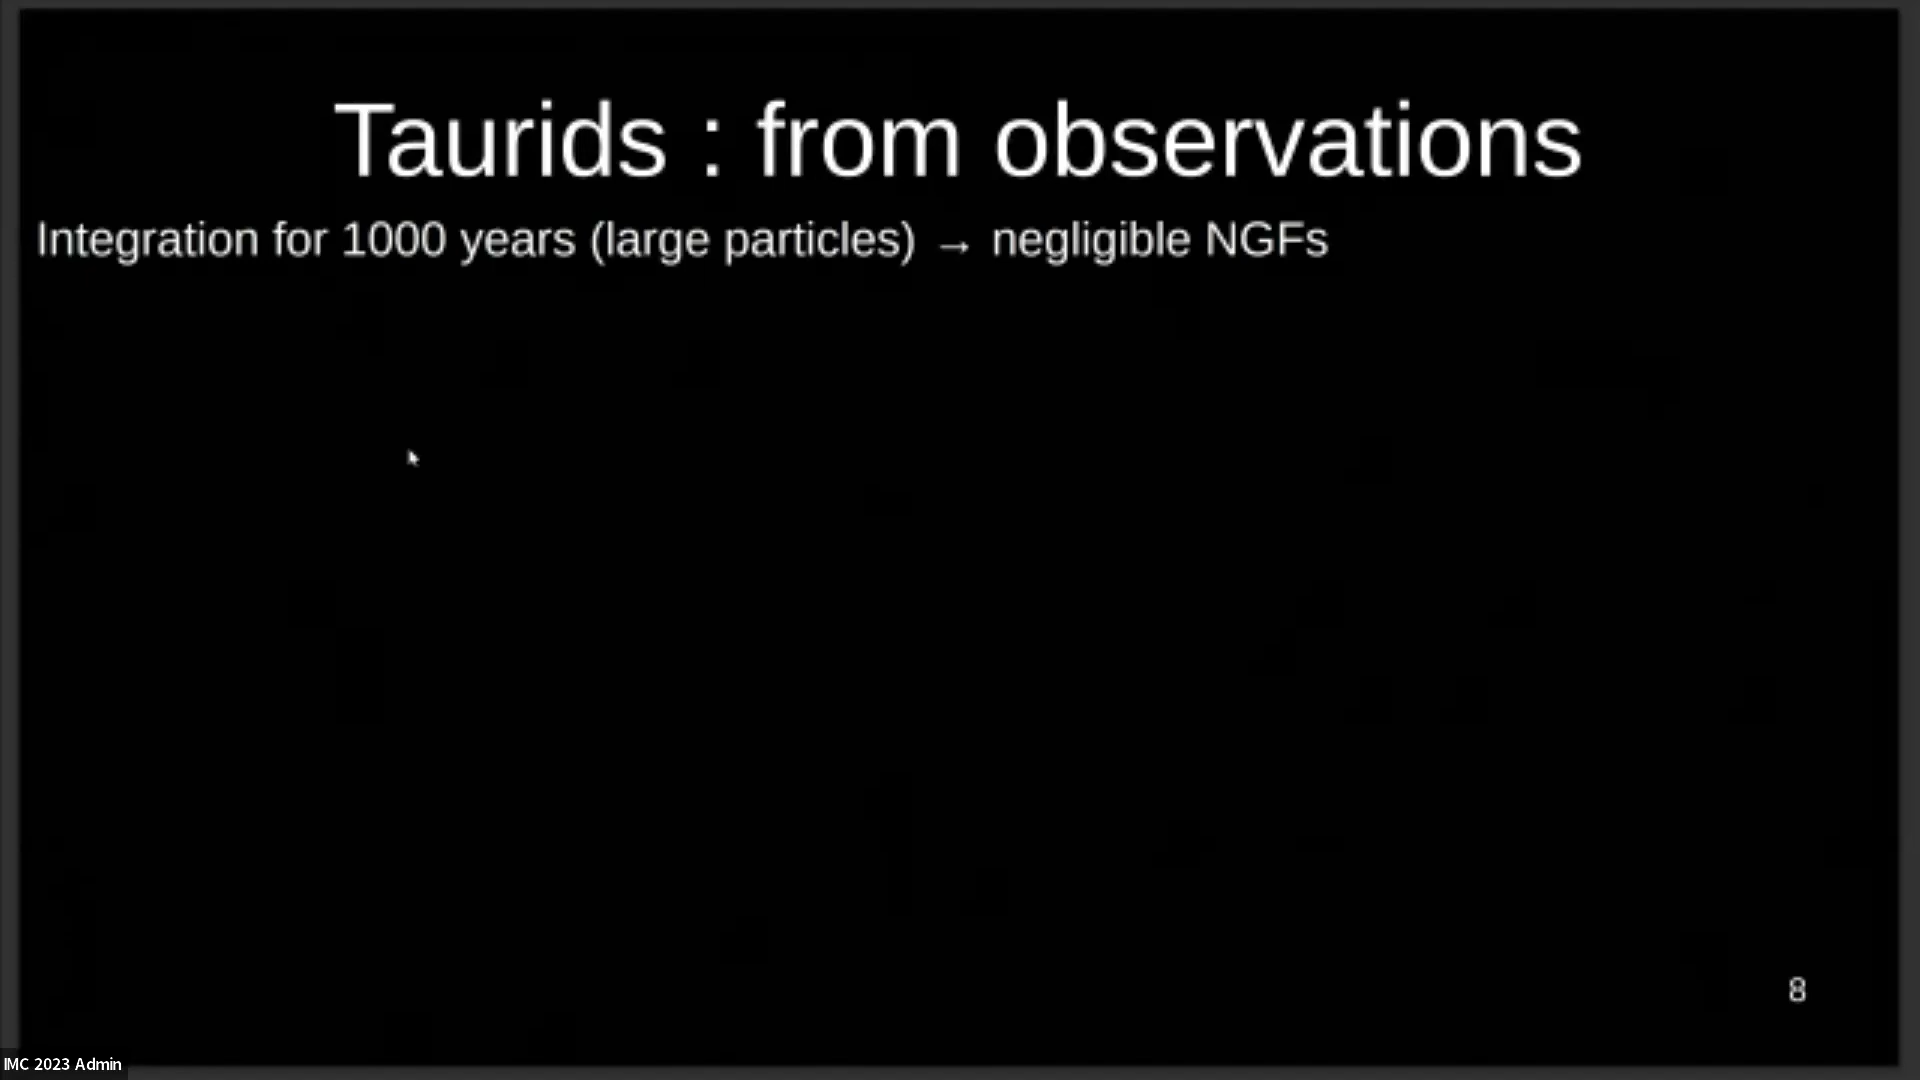 Taurids : from observations
Integration for 1000 years (large particles) → negligible NGFs
8
IMC 2023 Admin